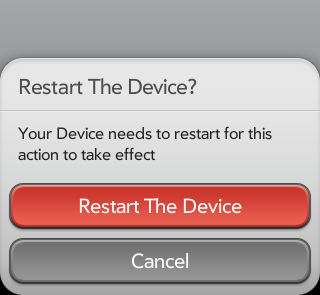 Restart The Device?
Your Device needs to restart for this
action to take effect
Restart The Device
Cancel